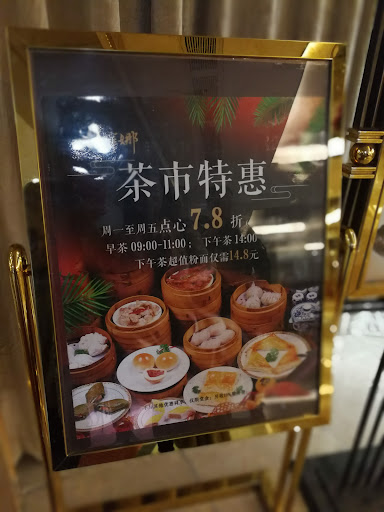 娜
茶市特惠
周一至周五点心 7.8 折
早茶 09:00-11:00； 下午茶 14:00
下午茶超值粉面仅需14.8元